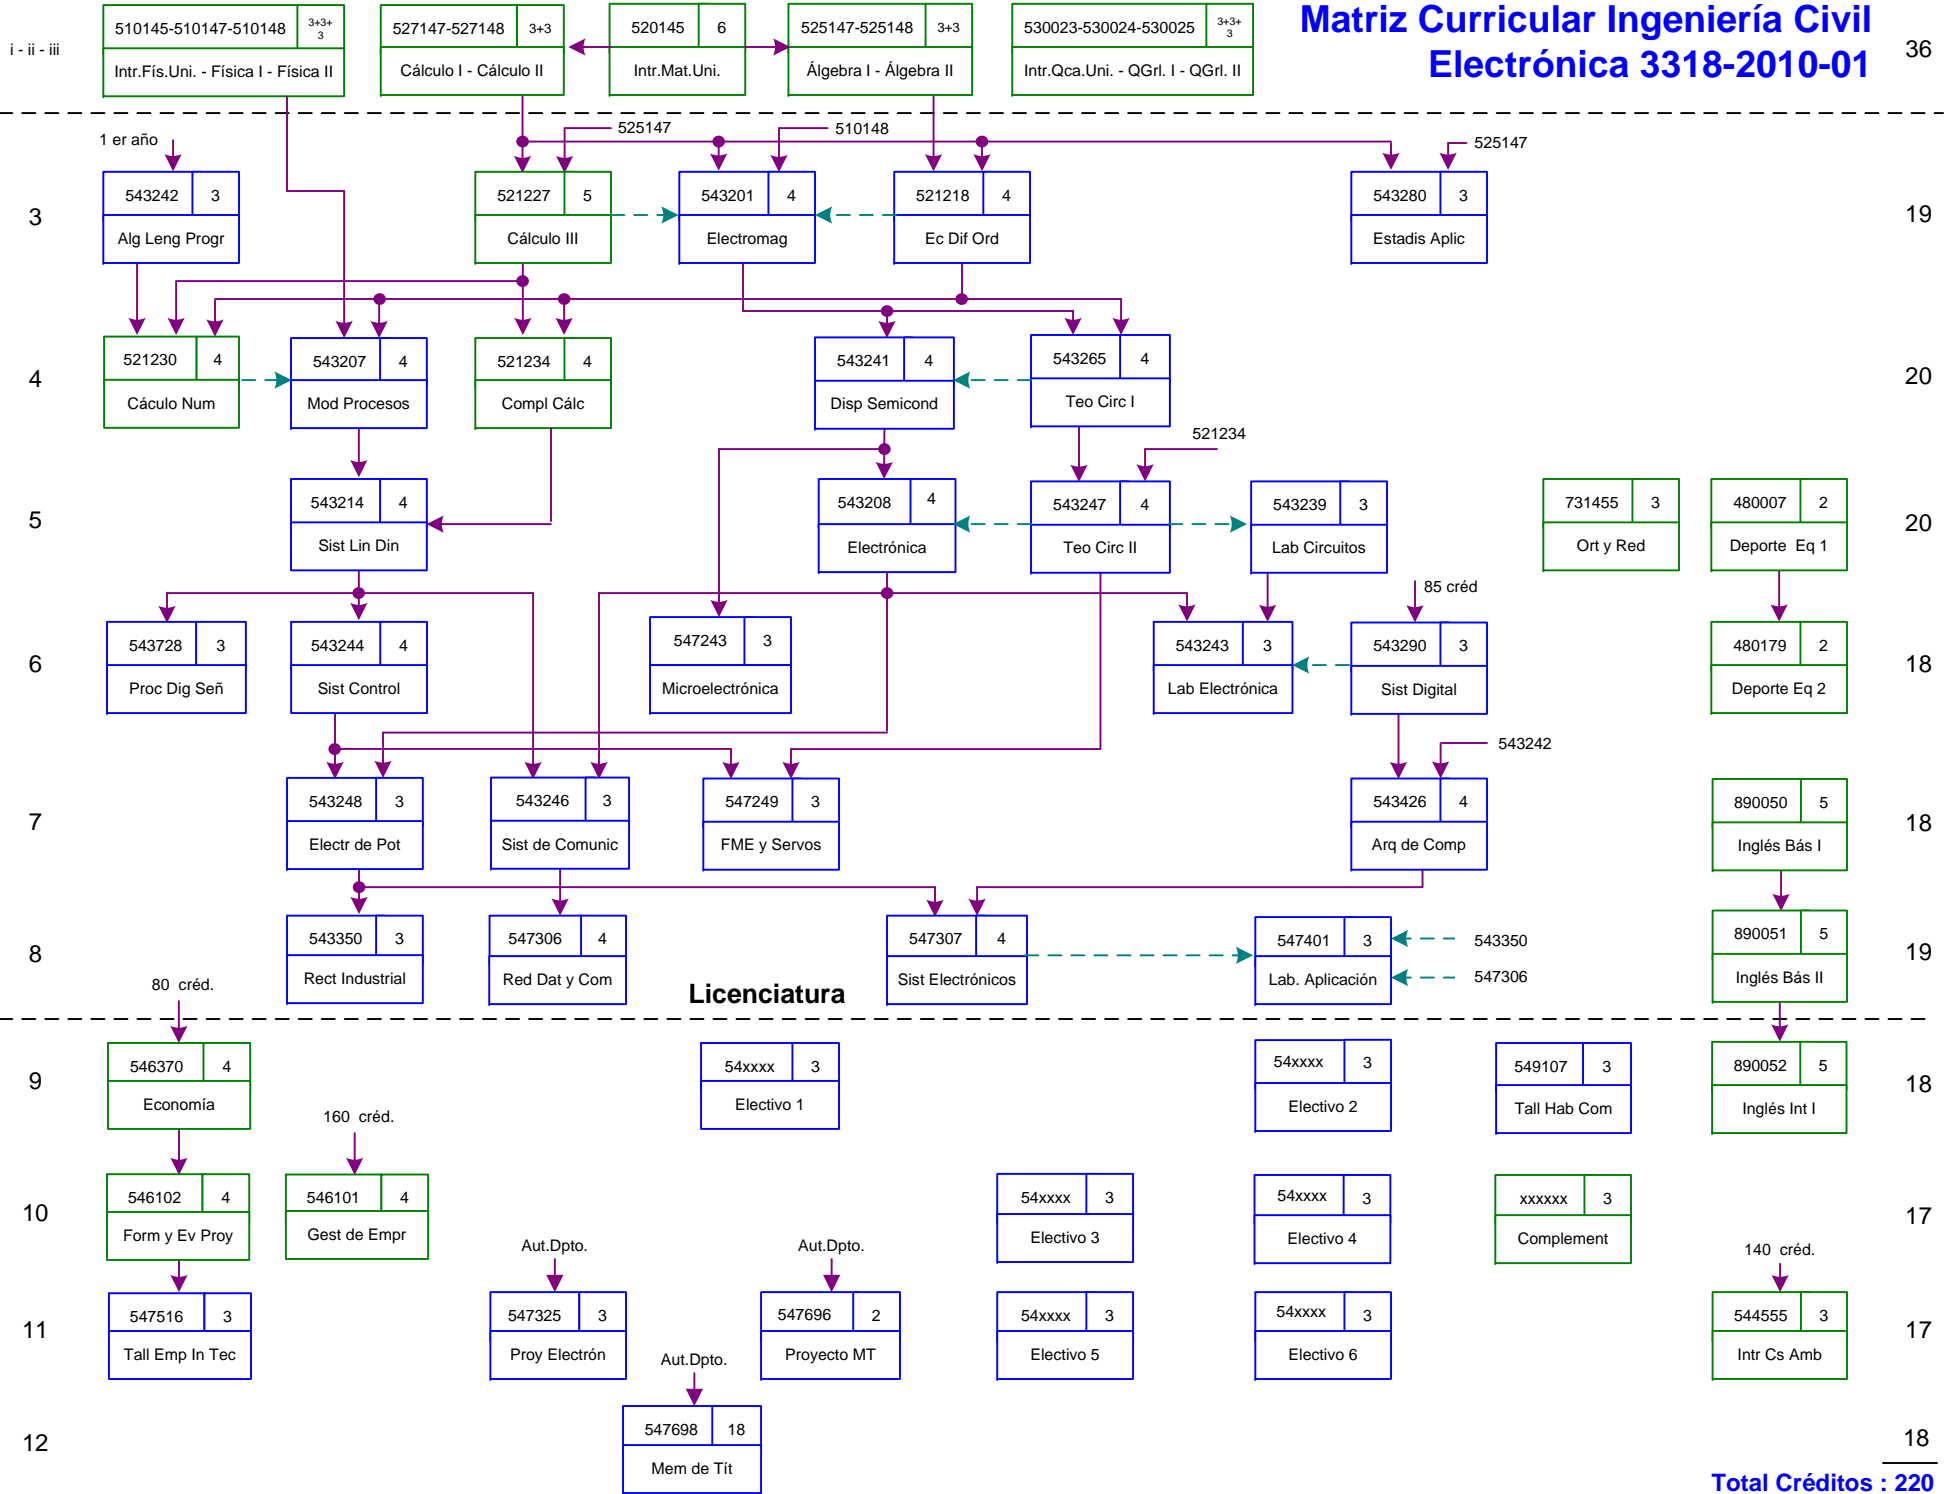 Matriz Curricular Ingeniería Civil
Electrónica 3318-2010-01
i - ii - iii
510145-510147-510148 3+3+
3
Intr.Fís.Uni. - Física I - Física II
527147-527148 3+3
Cálculo I - Cálculo II
520145 6
Intr.Mat.Uni.
525147-525148 3+3
Álgebra I - Álgebra II
530023-530024-530025 3+3+
3
Intr.Qca.Uni. - QGrl. I - QGrl. II
36
1 er año
525147
510148
525147
3
543242 3
Alg Leng Progr
521227 5
Cálculo III
543201 4
Electromag
521218 4
Ec Dif Ord
543280 3
Estadis Aplic
19
4
521230 4
Cáculo Num
543207 4
Mod Procesos
521234 4
Compl Cálc
543241 4
Disp Semicond
543265 4
Teo Circ I
20
521234
5
543214 4
Sist Lin Din
543208 4
Electrónica
543247 4
Teo Circ II
543239 3
Lab Circuitos
731455 3
Ort y Red
480007 2
Deporte Eq 1
20
85 créd
6
543728 3
Proc Dig Señ
543244 4
Sist Control
547243 3
Microelectrónica
543243 3
Lab Electrónica
543290 3
Sist Digital
480179 2
Deporte Eq 2
18
543242
7
543248 3
Electr de Pot
543246 3
Sist de Comunic
547249 3
FME y Servos
543426 4
Arq de Comp
890050 5
Inglés Bás I
18
8
543350 3
Rect Industrial
547306 4
Red Dat y Com
547307 4
Sist Electrónicos
547401 3
Lab. Aplicación
543350
547306
890051 5
Inglés Bás II
19
80 créd.
Licenciatura
9
546370 4
Economía
54xxxx 3
Electivo 1
54xxxx 3
Electivo 2
549107 3
Tall Hab Com
890052 5
Inglés Int I
18
160 créd.
10
546102 4
Form y Ev Proy
546101 4
Gest de Empr
54xxxx 3
Electivo 3
54xxxx 3
Electivo 4
xxxxxx 3
Complement
17
Aut.Dpto.
Aut.Dpto.
140 créd.
11
547516 3
Tall Emp In Tec
547325 3
Proy Electrón
547696 2
Proyecto MT
54xxxx 3
Electivo 5
54xxxx 3
Electivo 6
544555 3
Intr Cs Amb
17
Aut.Dpto.
12
547698 18
Mem de Tít
18
Total Créditos : 220